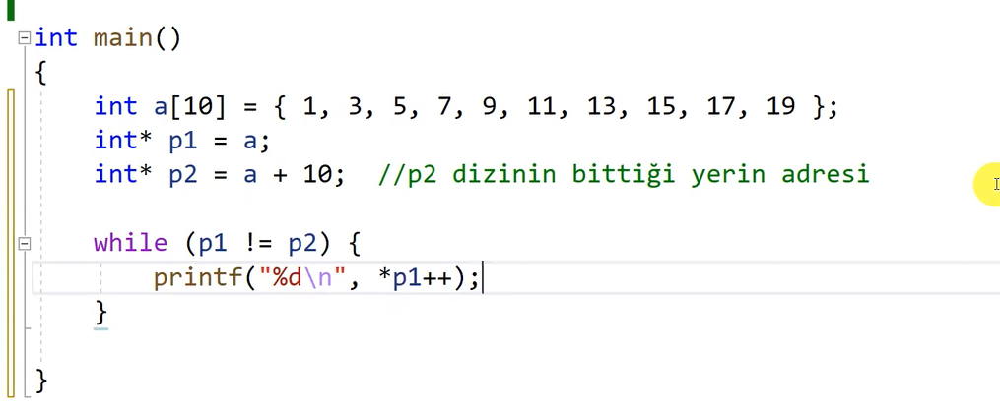 int main()
{
    int a[10] = { 1, 3, 5, 7, 9, 11, 13, 15, 17, 19 };
    int* p1 = a;
    int* p2 = a + 10;  //p2 dizinin bittiği yerin adresi
    while (p1 != p2) {
        printf("%d\n", *p1++);
    }
}